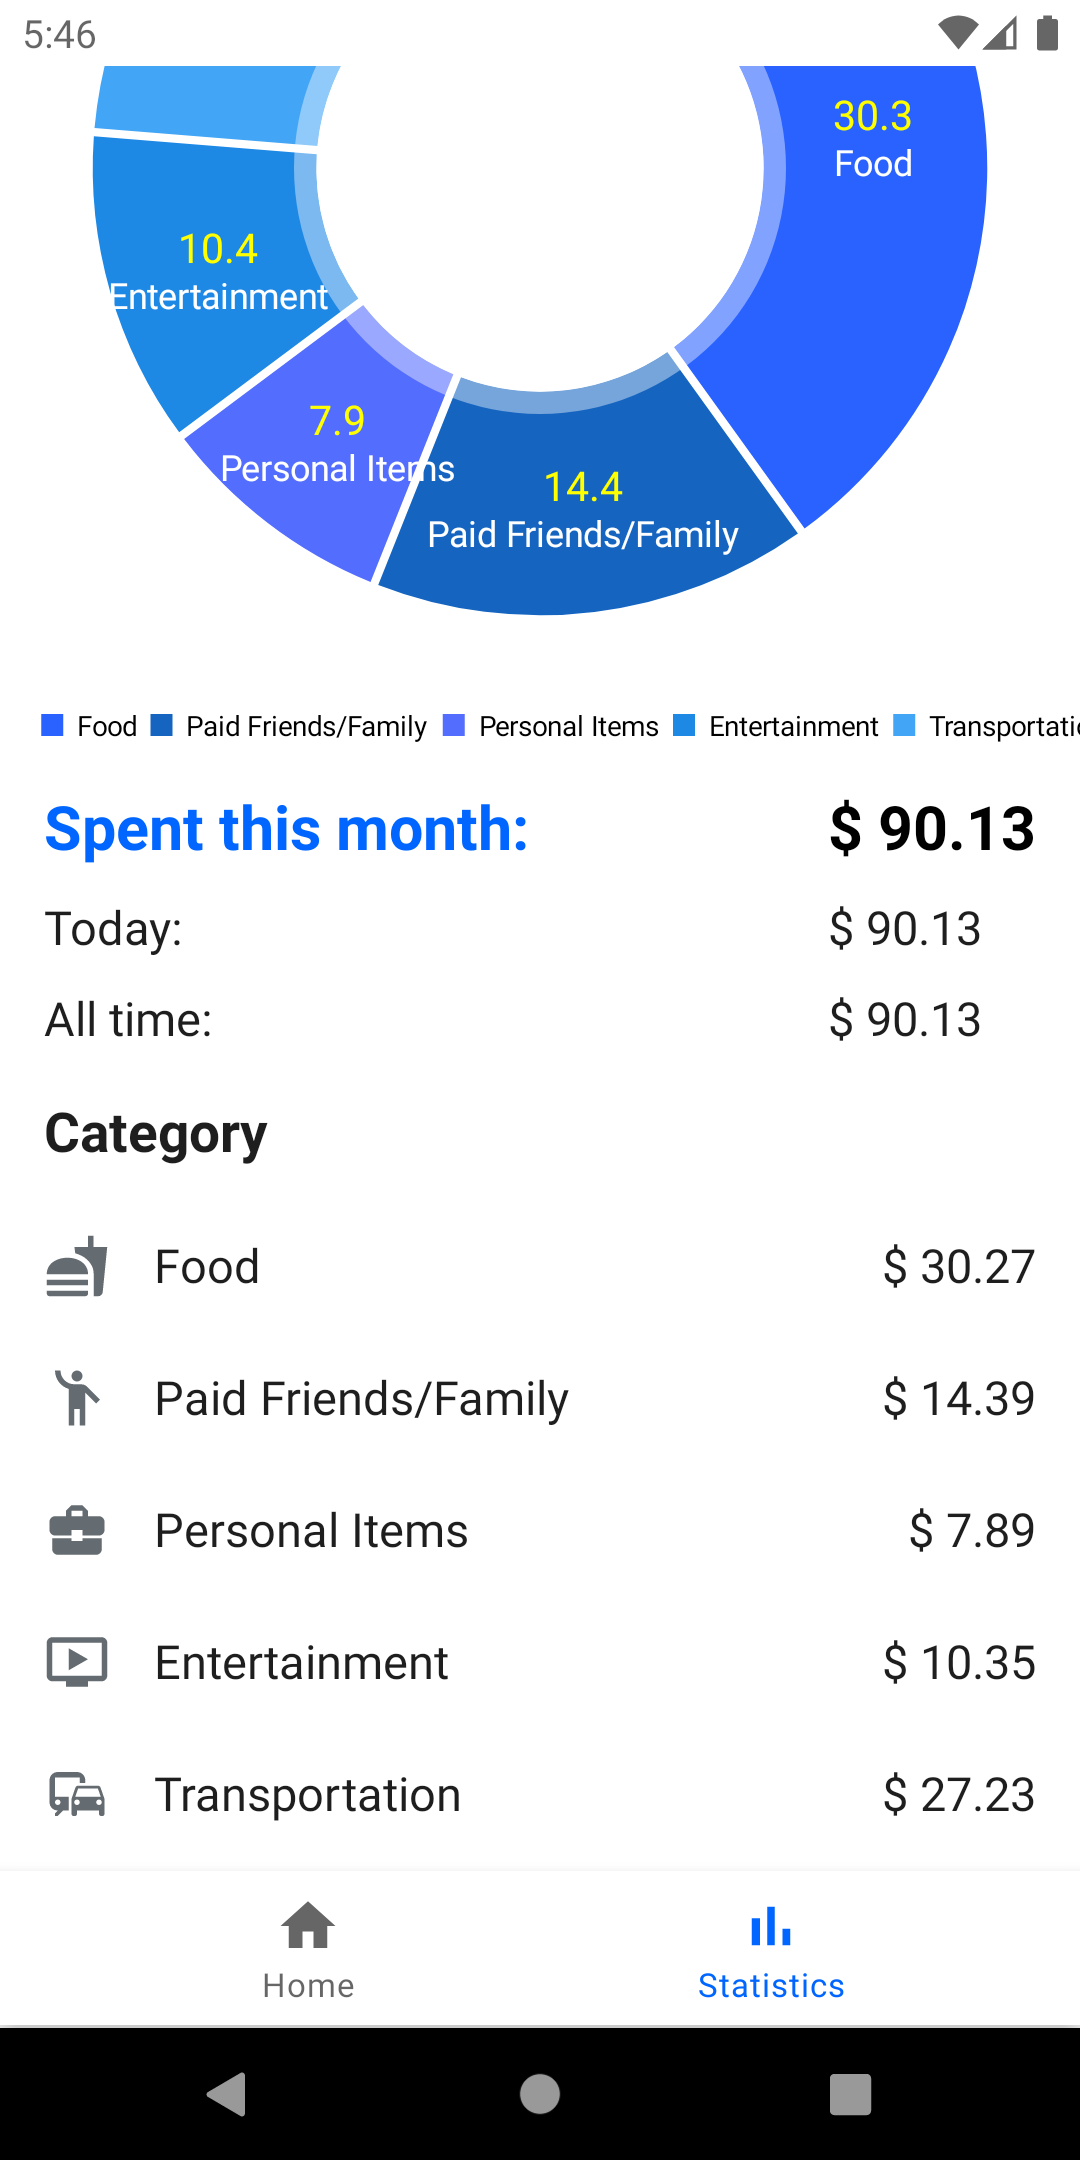 5:46
30.3
Food
10.4
Entertainment
7.9
Personal Items
14.4
Paid Friends/Family
Food Paid Friends/Family Personal Items Entertainment Transportatio
Spent this month: $ 90.13
Today: $ 90.13
All time: $ 90.13
Category
Food $ 30.27
Paid Friends/Family $ 14.39
Personal Items $ 7.89
Entertainment $ 10.35
Transportation $ 27.23
Home Statistics